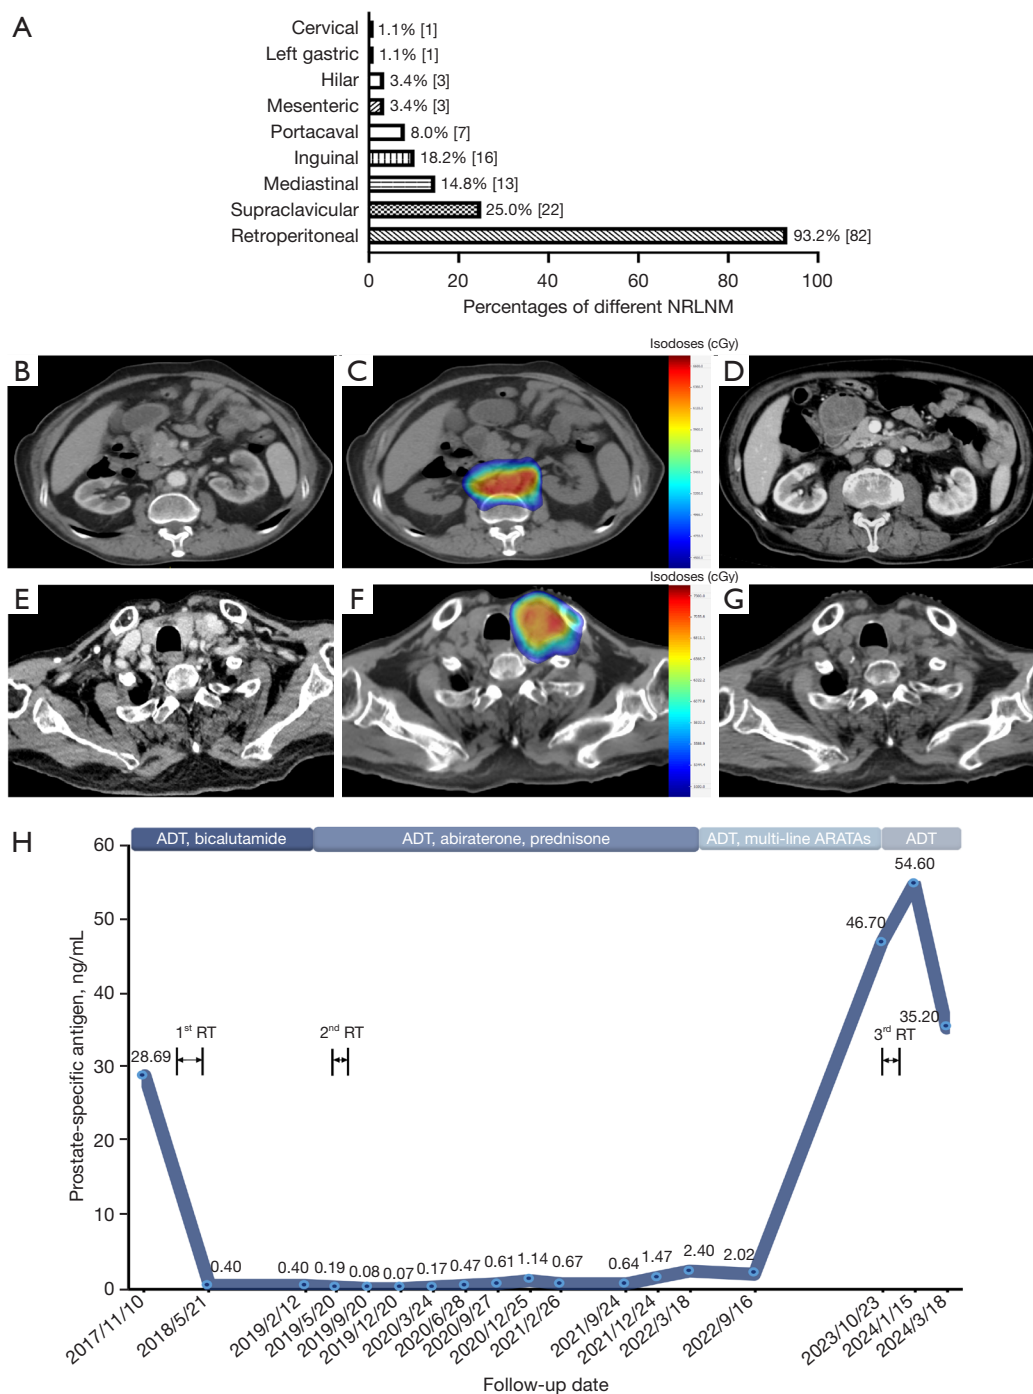 A
Cervical
1.1% [1]
Left gastric
1.1% [1]
Hilar
3.4% [3]
Mesenteric
3.4% [3]
Portacaval
8.0% [7]
Inguinal
18.2% [16]
Mediastinal
14.8% [13]
Supraclavicular
25.0% [22]
Retroperitoneal
93.2% [82]
0 20 40 60 80 100
Percentages of different NRLNM
Isodoses (cGy)
B
C
D
Isodoses (cGy)
E
F
G
H
ADT, bicalutamide
ADT, abiraterone, prednisone
ADT, multi-line ARATAs
ADT
Prostate-specific antigen, ng/mL
60
50
40
30
20
10
0
1st RT
2nd RT
3rd RT
28.69
0.40
0.40
0.19
0.08
0.07
0.17
0.47
0.61
1.14
0.67
0.64
1.47
2.40
2.02
46.70
54.60
35.20
2017/11/10
2018/5/21
2019/2/12
2019/5/20
2019/9/20
2019/12/20
2020/3/24
2020/6/28
2020/9/27
2020/12/25
2021/2/26
2021/9/24
2021/12/24
2022/3/18
2022/9/16
2023/10/23
2024/1/15
2024/3/18
Follow-up date